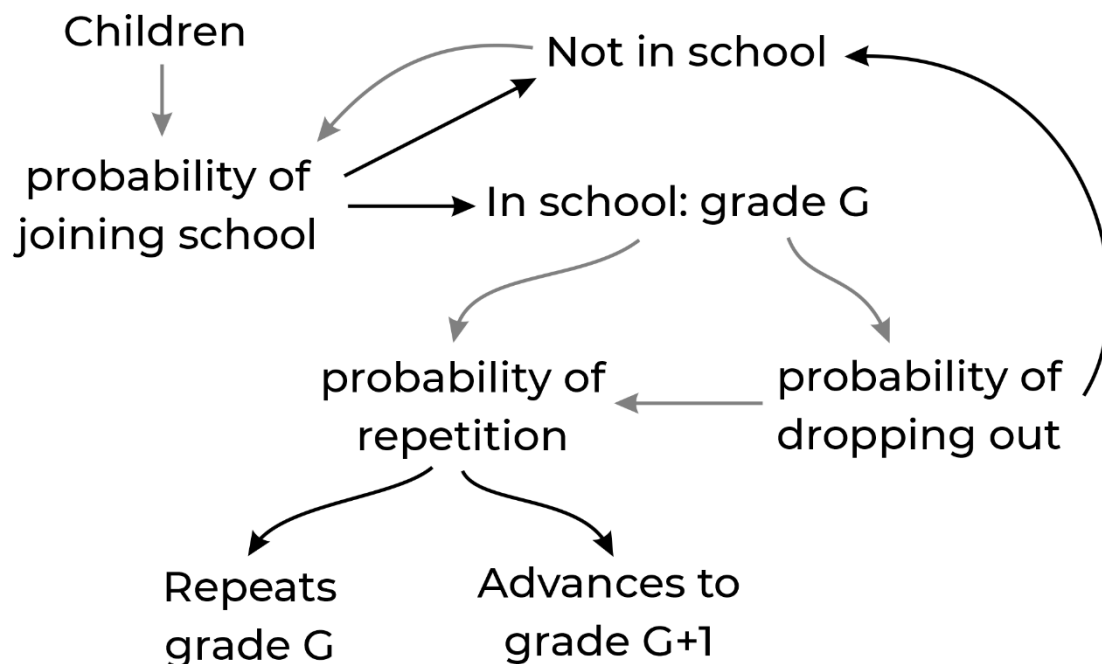 Children
Not in school
probability of
joining school
In school: grade G
probability of
repetition
probability of
dropping out
Repeats
grade G
Advances to
grade G+1